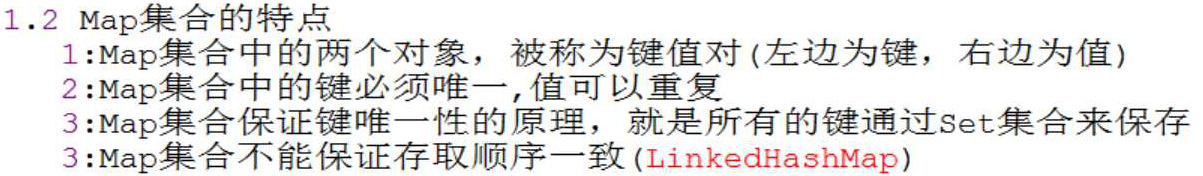 1.2 Map集合的特点
1:Map集合中的两个对象，被称为键值对(左边为键，右边为值)
2:Map集合中的键必须唯一,值可以重复
3:Map集合保证键唯一性的原理，就是所有的键通过Set集合来保存
3:Map集合不能保证存取顺序一致(LinkedHashMap)